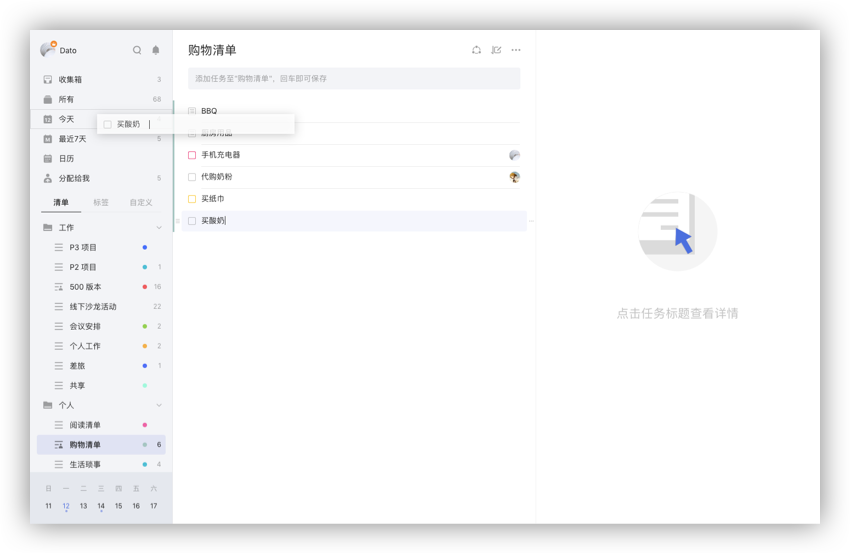 Dato
收集箱 3
所有 68
今天
买酸奶
最近7天 5
日历
分配给我 5
清单 标签 自定义
工作
P3 项目
P2 项目 1
500 版本 16
线下沙龙活动 22
会议安排 2
个人工作 2
差旅 1
共享
个人
阅读清单
购物清单 6
生活琐事 4
日 一 二 三 四 五 六
11 12 13 14 15 16 17
购物清单
添加任务至“购物清单”，回车即可保存
BBQ
厨房用品
手机充电器
代购奶粉
买纸巾
买酸奶
点击任务标题查看详情